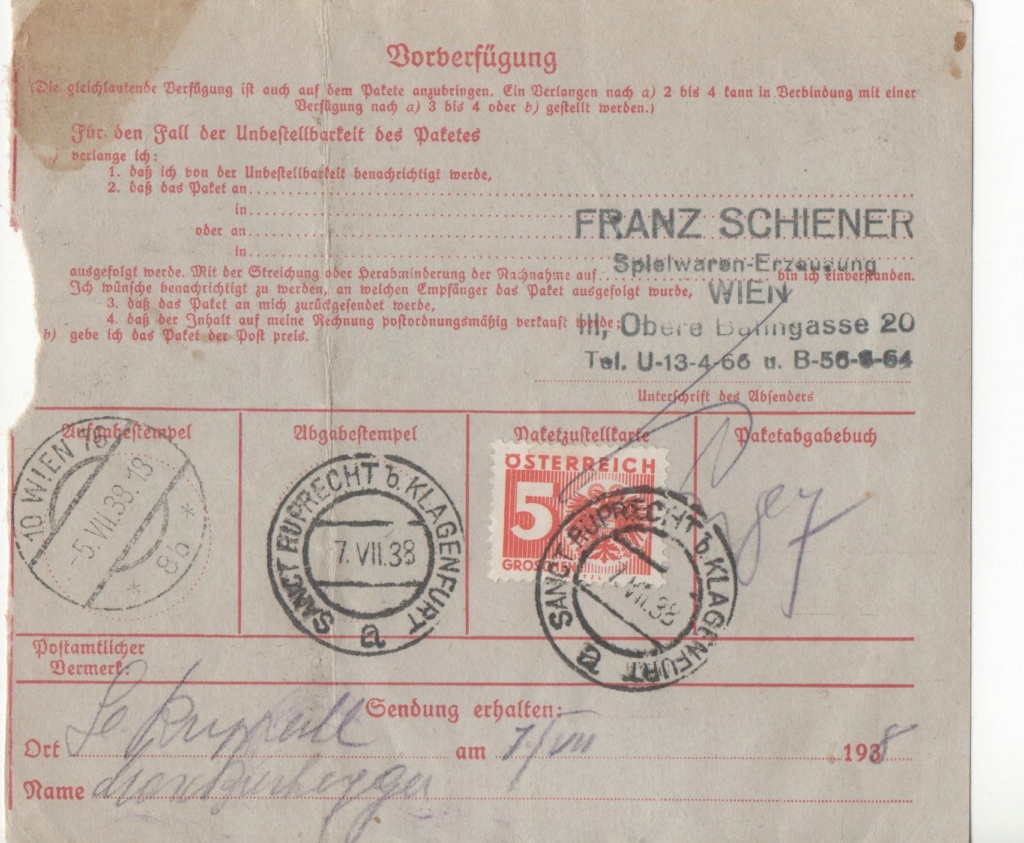 Vorverfügung
(Die gleichlautende Verfügung ist auch auf dem Pakete anzubringen. Ein Verlangen nach a) 2 bis 4 kann in Verbindung mit einer
Verfügung nach a) 3 bis 4 oder b) gestellt werden.)
Für den Fall der Unbestellbarkeit des Paketes
verlange ich:
1. daß ich von der Unbestellbarkeit benachrichtigt werde,
2. daß das Paket an
in
oder an
in
FRANZ SCHIENER
Spielwaren-Erzeugung
WIEN
III, Obere Bahngasse 20
Tel. U-13-4-66 u. B-56-
ausgefolgt werde. Mit der Streichung oder Herabminderung der Nachnahme auf bin ich einverstanden.
Ich wünsche benachrichtigt zu werden, an welchen Empfänger das Paket ausgefolgt wurde,
3. daß das Paket an mich zurückgesendet werde,
4. daß der Inhalt auf meine Rechnung postordnungsmäßig verkauft werde;
b) gebe ich das Paket der Post preis.
Unterschrift des Absenders
Aufgabestempel
Abgabestempel
Paketzustellkarte
Paketabgabebuch
10 WIEN 76
-5.VII.38.18
* 8b *
SANCT RUPRECHT b. KLAGENFURT
7.VII.38
a
ÖSTERREICH
5
GROSCHEN
SANCT RUPRECHT b. KLAGENFURT
7.VII.38
a
Postamtlicher
Vermerk:
Sendung erhalten:
Ort St. Ruprecht am 7./VII 1938
Name